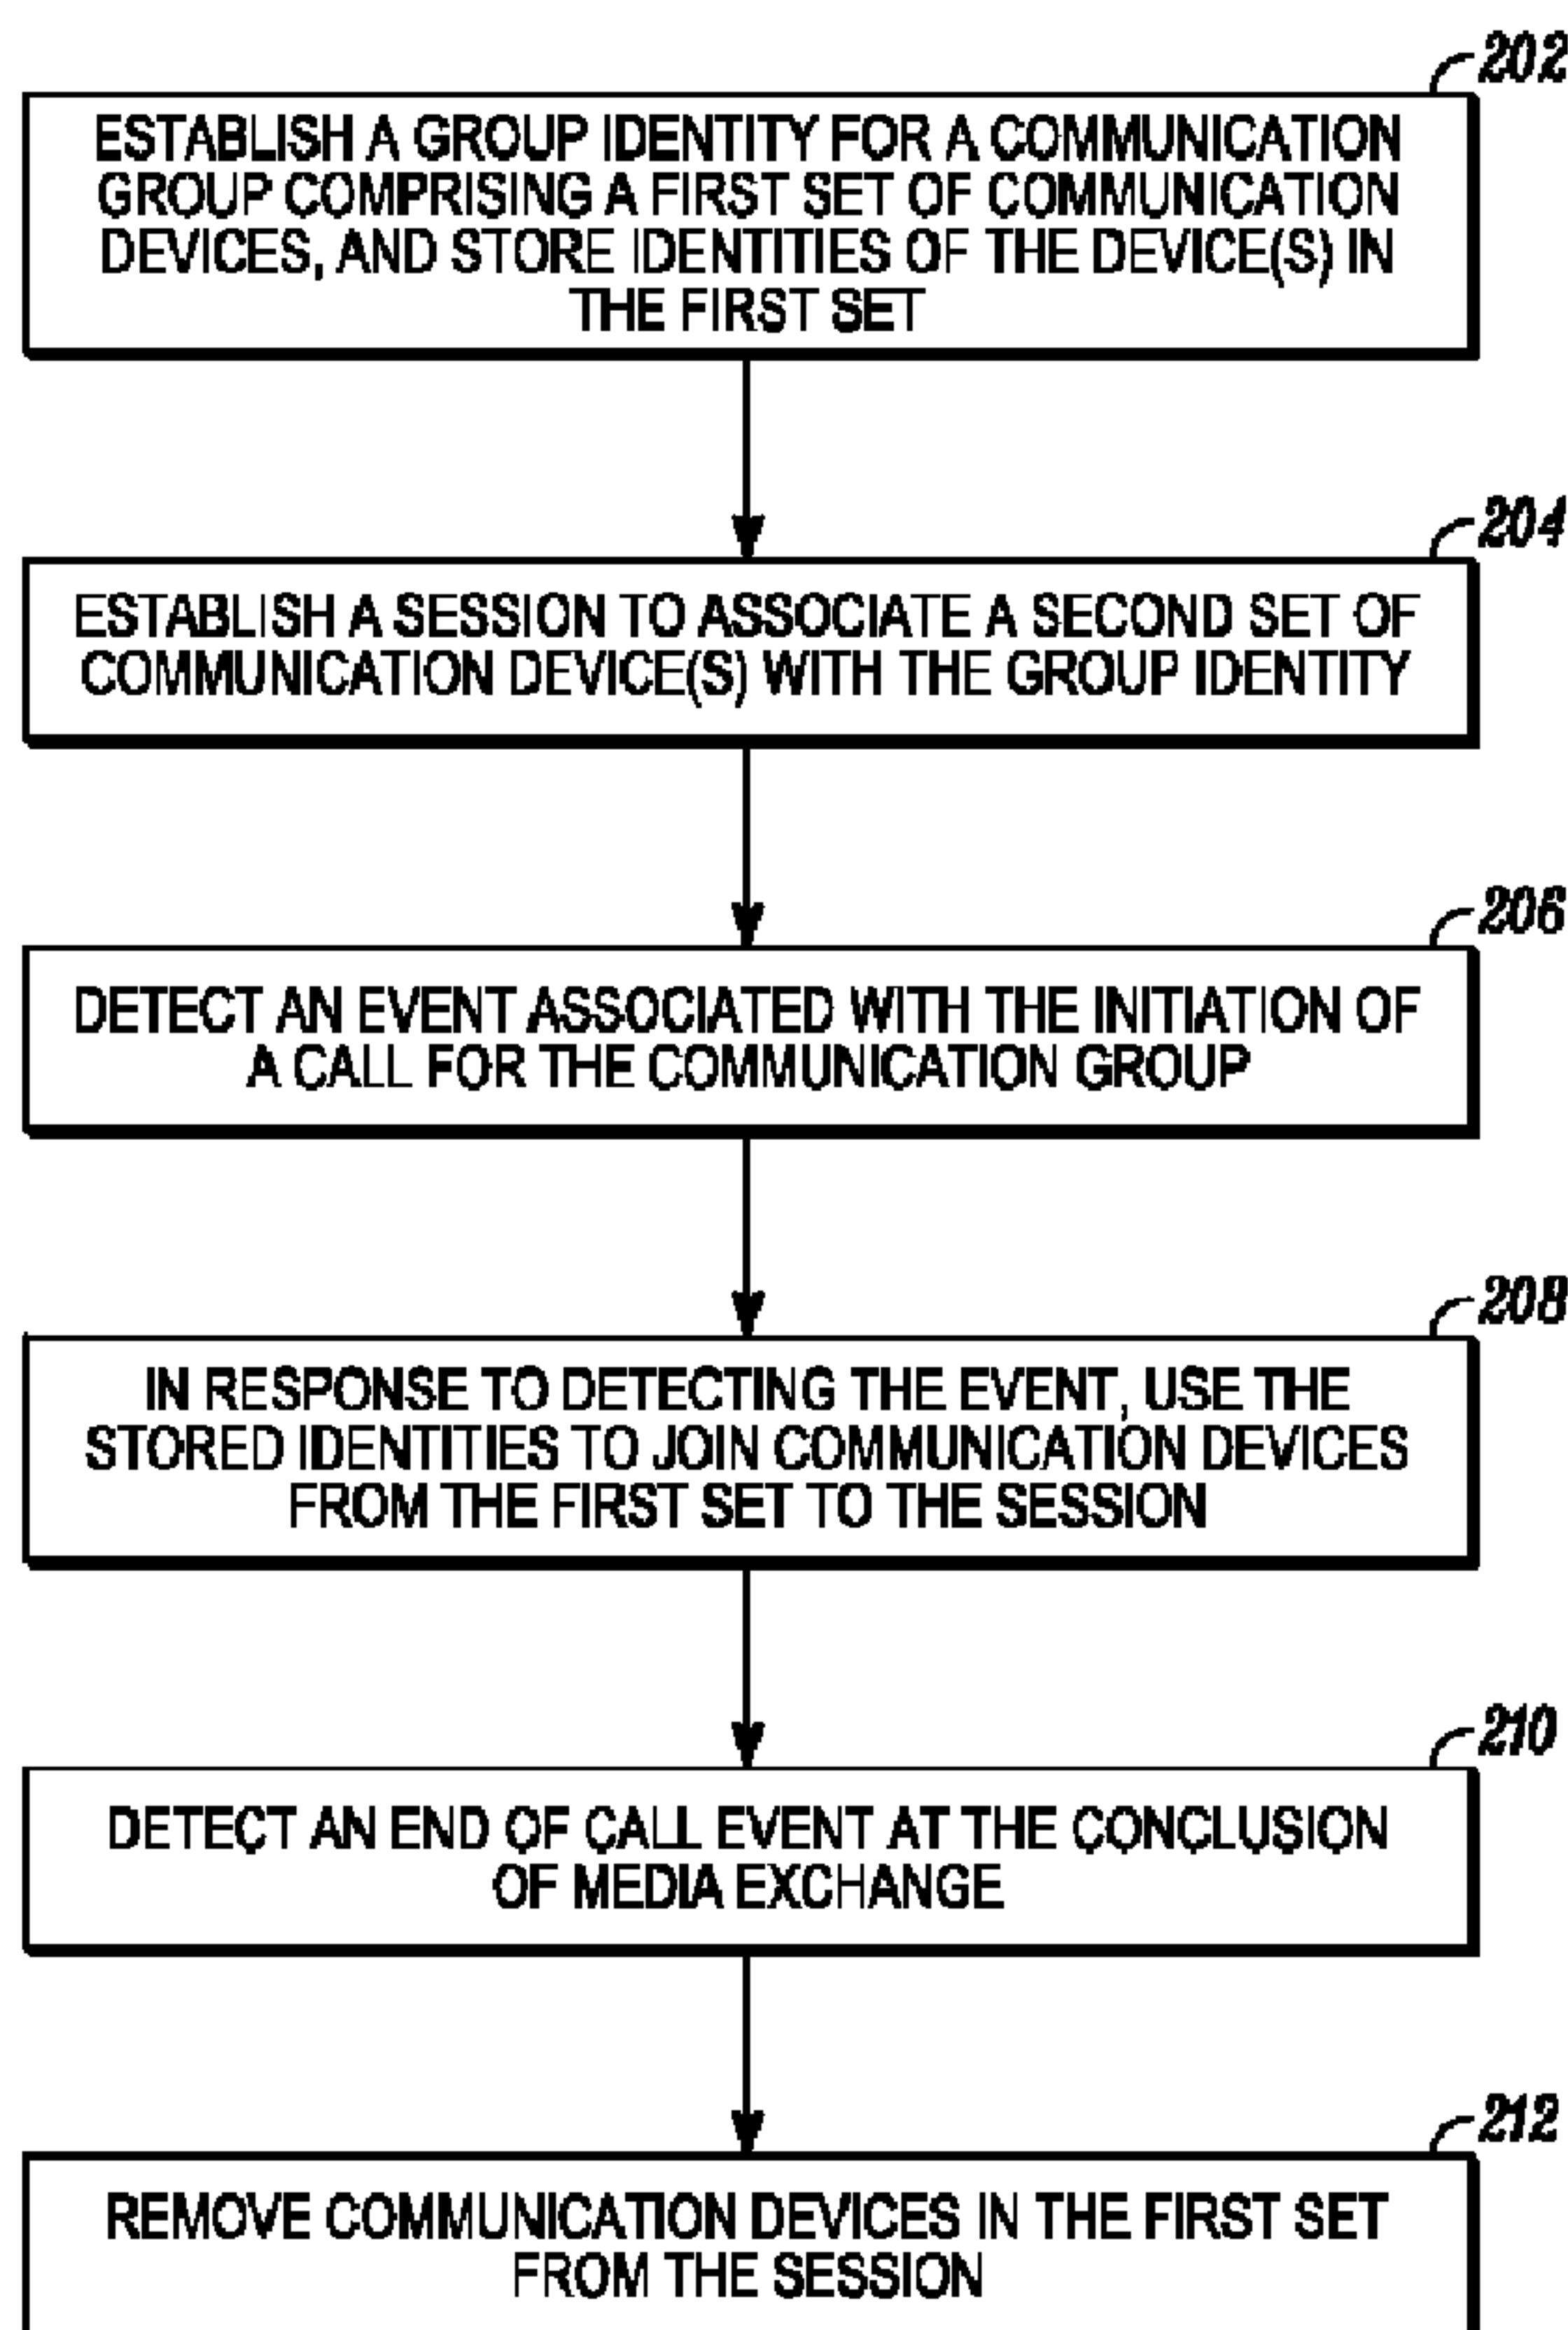 202
ESTABLISH A GROUP IDENTITY FOR A COMMUNICATION
GROUP COMPRISING A FIRST SET OF COMMUNICATION
DEVICES, AND STORE IDENTITIES OF THE DEVICE(S) IN
THE FIRST SET
204
ESTABLISH A SESSION TO ASSOCIATE A SECOND SET OF
COMMUNICATION DEVICE(S) WITH THE GROUP IDENTITY
206
DETECT AN EVENT ASSOCIATED WITH THE INITIATION OF
A CALL FOR THE COMMUNICATION GROUP
208
IN RESPONSE TO DETECTING THE EVENT, USE THE
STORED IDENTITIES TO JOIN COMMUNICATION DEVICES
FROM THE FIRST SET TO THE SESSION
210
DETECT AN END OF CALL EVENT AT THE CONCLUSION
OF MEDIA EXCHANGE
212
REMOVE COMMUNICATION DEVICES IN THE FIRST SET
FROM THE SESSION